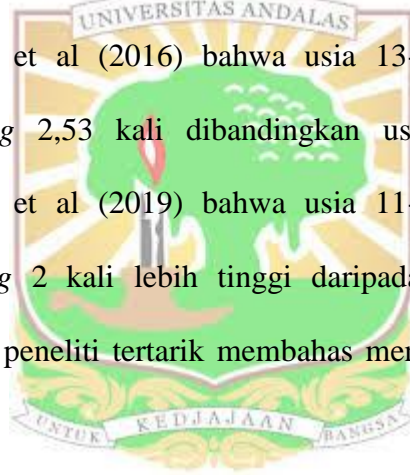 UNIVERSITAS ANDALAS
et al (2016) bahwa usia 13-
g 2,53 kali dibandingkan us
et al (2019) bahwa usia 11-
g 2 kali lebih tinggi daripada
peneliti tertarik membahas men
UNTUK KEDJAJAAN BANGSA